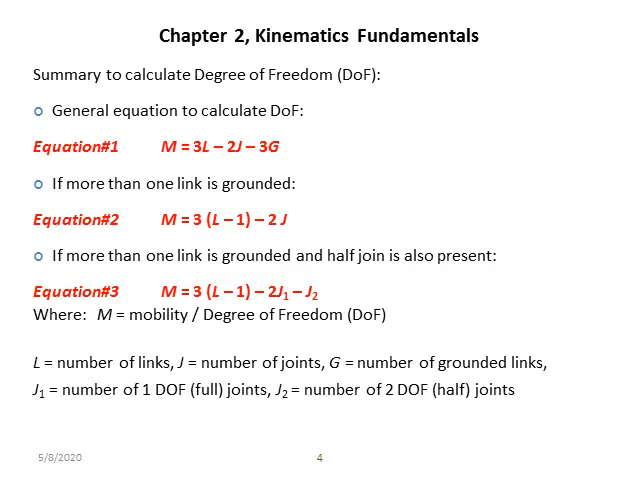 Chapter 2, Kinematics Fundamentals
Summary to calculate Degree of Freedom (DoF):
General equation to calculate DoF:
Equation#1 M = 3L – 2J – 3G
If more than one link is grounded:
Equation#2 M = 3 (L – 1) – 2 J
If more than one link is grounded and half join is also present:
Equation#3 M = 3 (L – 1) – 2J₁ – J₂
Where: M = mobility / Degree of Freedom (DoF)
L = number of links, J = number of joints, G = number of grounded links,
J₁ = number of 1 DOF (full) joints, J₂ = number of 2 DOF (half) joints
5/8/2020 4